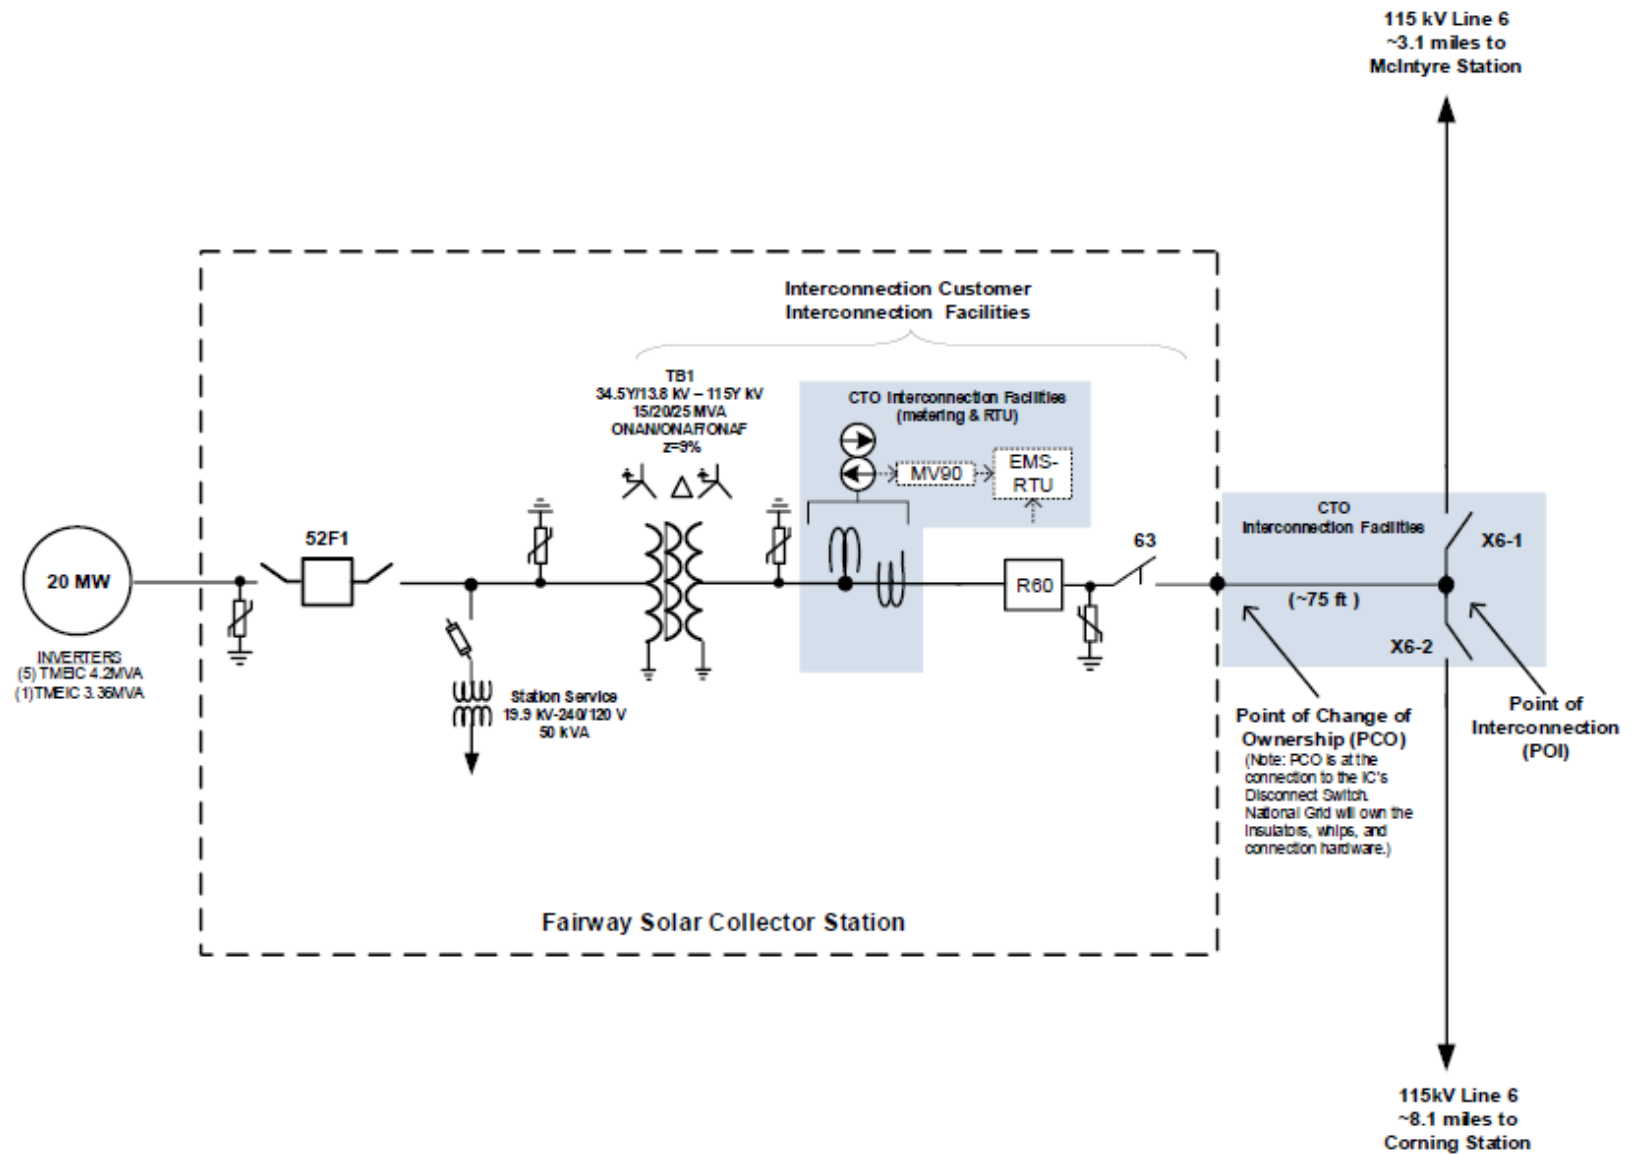 115 kV Line 6
~3.1 miles to
McIntyre Station
Interconnection Customer
Interconnection Facilities
TB1
34.5Y/13.8 kV – 115Y kV
15/20/25 MVA
ONAN/ONAF/ONAF
z=9%
CTO Interconnection Facilities
(metering & RTU)
MV90
EMS-
RTU
CTO
Interconnection Facilities
52F1
63
X6-1
20 MW
R60
(~75 ft )
X6-2
INVERTERS
(5) TMEIC 4.2MVA
(1)TMEIC 3.36MVA
Station Service
19.9 kV-240/120 V
50 kVA
Point of Change of
Ownership (PCO)
(Note: PCO is at the
connection to the IC's
Disconnect Switch.
National Grid will own the
insulators, whips, and
connection hardware.)
Point of
Interconnection
(POI)
Fairway Solar Collector Station
115kV Line 6
~8.1 miles to
Corning Station